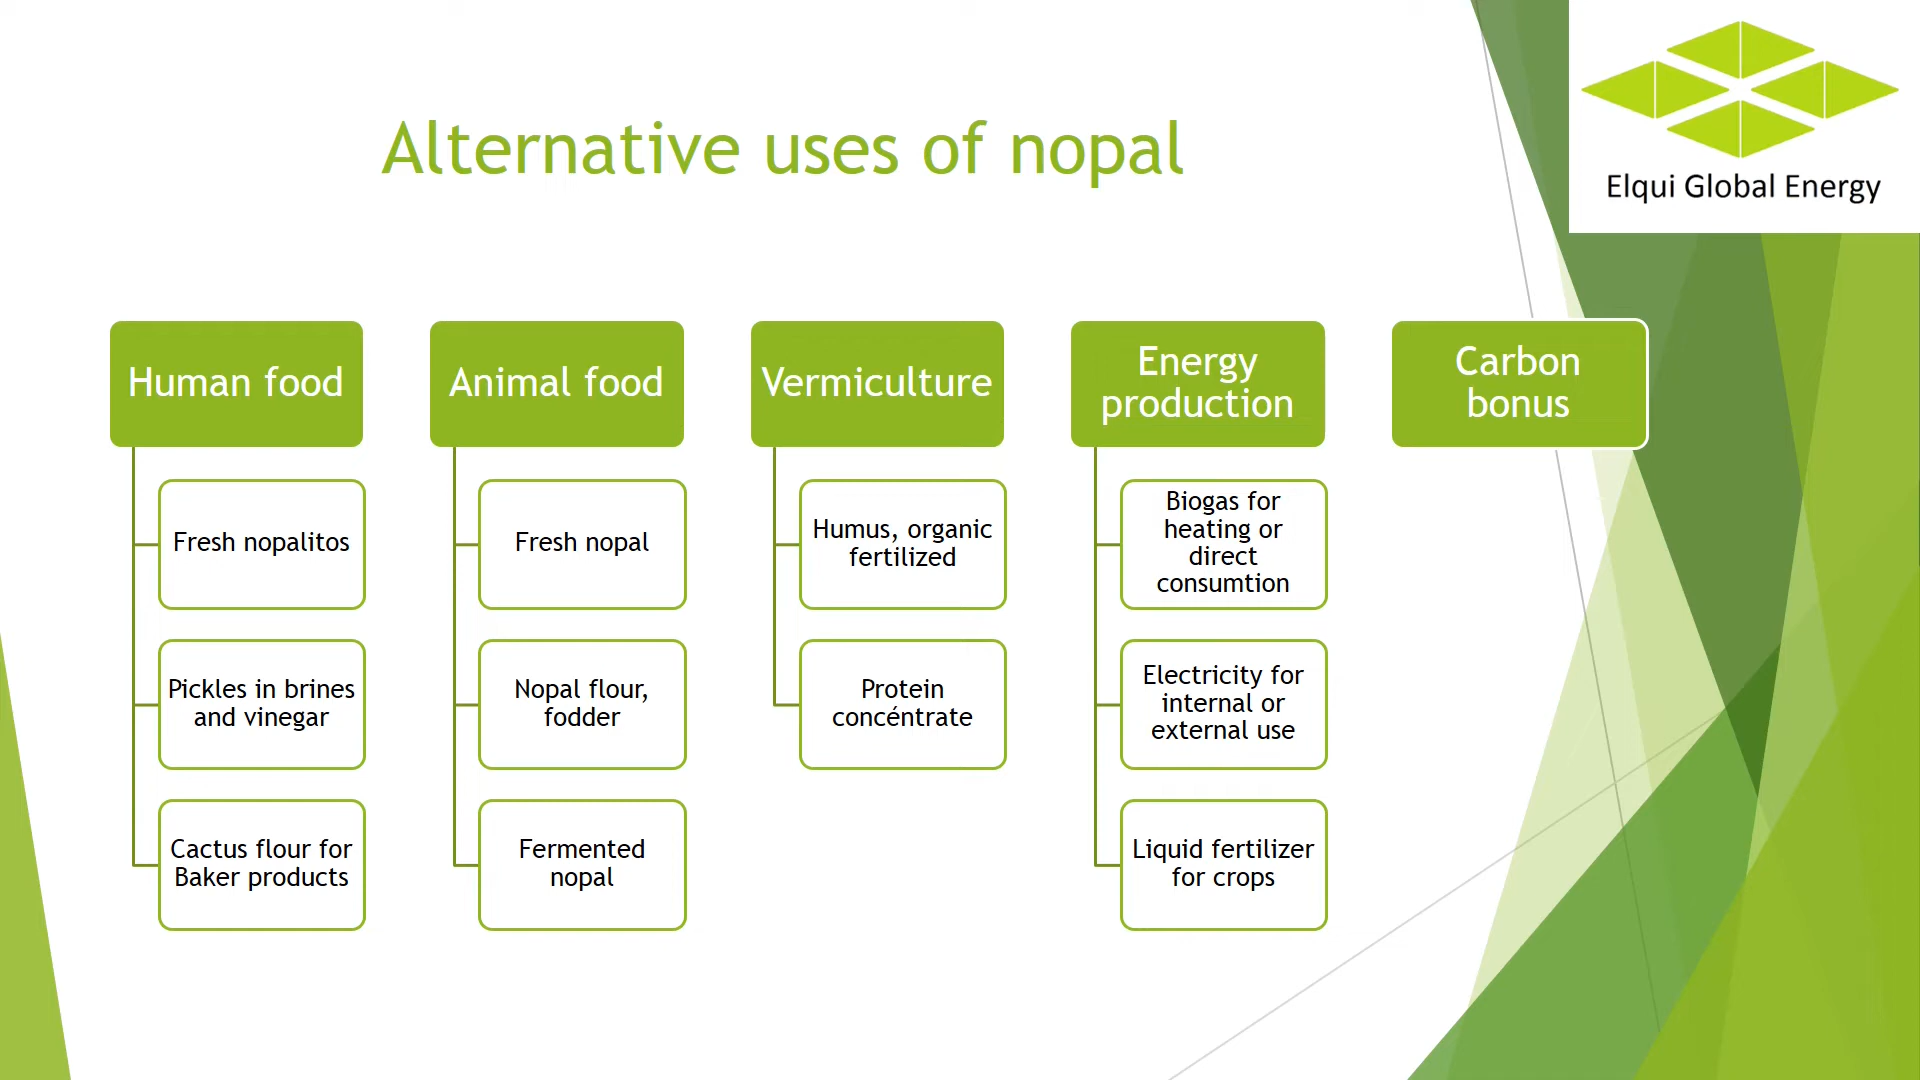 Alternative uses of nopal
Elqui Global Energy
Human food
Fresh nopalitos
Pickles in brines
and vinegar
Cactus flour for
Baker products
Animal food
Fresh nopal
Nopal flour,
fodder
Fermented
nopal
Vermiculture
Humus, organic
fertilized
Protein
concéntrate
Energy
production
Biogas for
heating or
direct
consumtion
Electricity for
internal or
external use
Liquid fertilizer
for crops
Carbon
bonus